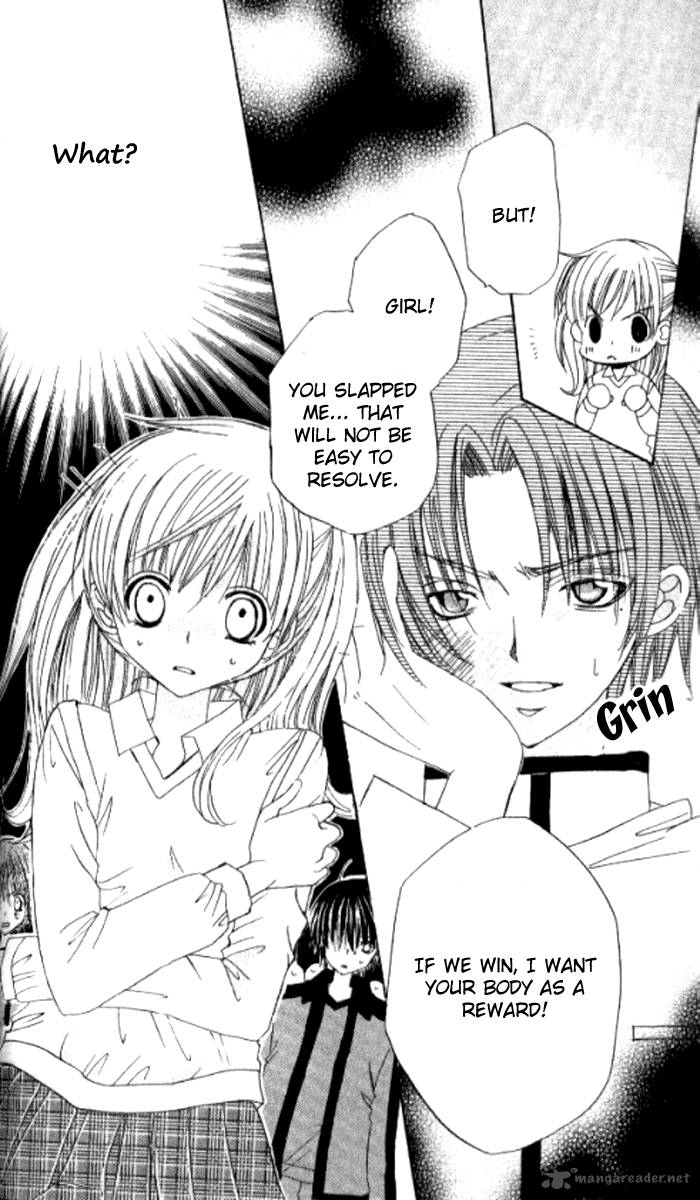 BUT!
GIRL!
YOU SLAPPED
ME... THAT
WILL NOT BE
EASY TO
RESOLVE.
Grin
IF WE WIN, I WANT
YOUR BODY AS A
REWARD!
What?
mangareader.net